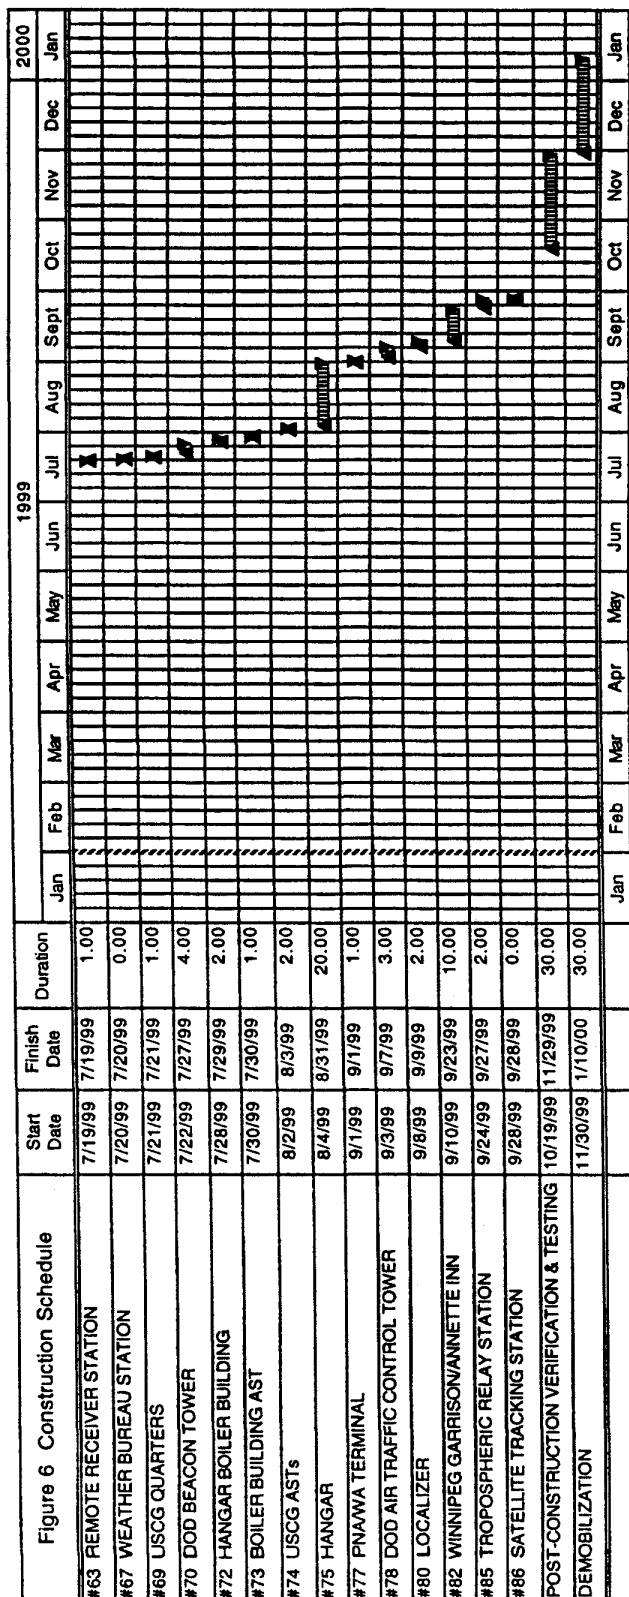 Figure 6 Construction Schedule
Start Date
Finish Date
Duration
1999
2000
Jan Feb Mar Apr May Jun Jul Aug Sept Oct Nov Dec Jan
#63 REMOTE RECEIVER STATION 7/19/99 7/19/99 1.00
#67 WEATHER BUREAU STATION 7/20/99 7/20/99 0.00
#69 USCG QUARTERS 7/21/99 7/21/99 1.00
#70 DOD BEACON TOWER 7/22/99 7/27/99 4.00
#72 HANGAR BOILER BUILDING 7/28/99 7/29/99 2.00
#73 BOILER BUILDING AST 7/30/99 7/30/99 1.00
#74 USCG ASTs 8/2/99 8/3/99 2.00
#75 HANGAR 8/4/99 8/31/99 20.00
#77 PNA/WA TERMINAL 9/1/99 9/1/99 1.00
#78 DOD AIR TRAFFIC CONTROL TOWER 9/3/99 9/7/99 3.00
#80 LOCALIZER 9/8/99 9/9/99 2.00
#82 WINNIPEG GARRISON/ANNETTE INN 9/10/99 9/23/99 10.00
#85 TROPOSPHERIC RELAY STATION 9/24/99 9/27/99 2.00
#86 SATELLITE TRACKING STATION 9/28/99 9/28/99 0.00
POST-CONSTRUCTION VERIFICATION & TESTING 10/19/99 11/29/99 30.00
DEMOBILIZATION 11/30/99 1/10/00 30.00
Jan Feb Mar Apr May Jun Jul Aug Sept Oct Nov Dec Jan